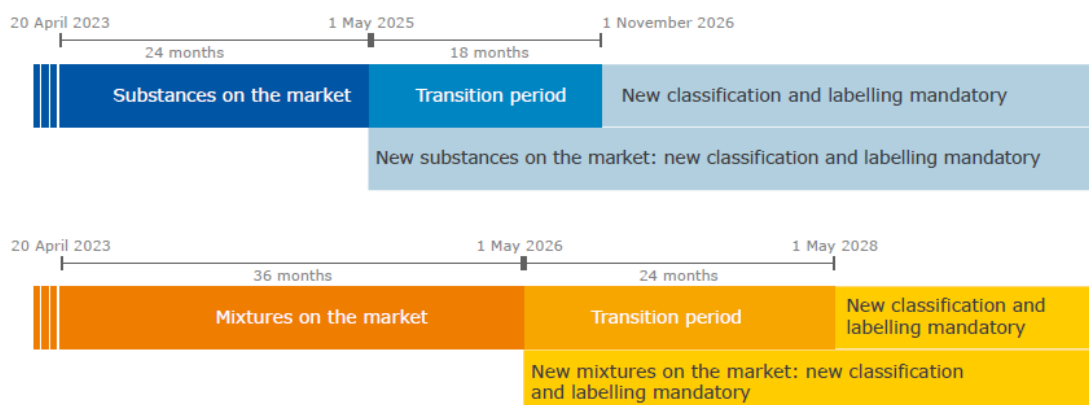 20 April 2023 1 May 2025 1 November 2026
24 months 18 months
Substances on the market Transition period New classification and labelling mandatory
New substances on the market: new classification and labelling mandatory
20 April 2023 1 May 2026 1 May 2028
36 months 24 months
Mixtures on the market Transition period New classification and
labelling mandatory
New mixtures on the market: new classification
and labelling mandatory